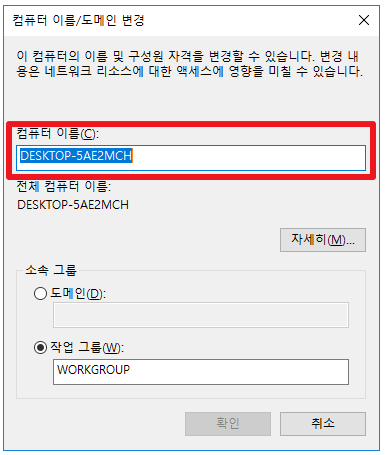 컴퓨터 이름/도메인 변경
이 컴퓨터의 이름 및 구성원 자격을 변경할 수 있습니다. 변경 내
용은 네트워크 리소스에 대한 액세스에 영향을 미칠 수 있습니다.
컴퓨터 이름(C):
DESKTOP-5AE2MCH
전체 컴퓨터 이름:
DESKTOP-5AE2MCH
자세히(M)...
소속 그룹
도메인(D):
작업 그룹(W):
WORKGROUP
확인
취소